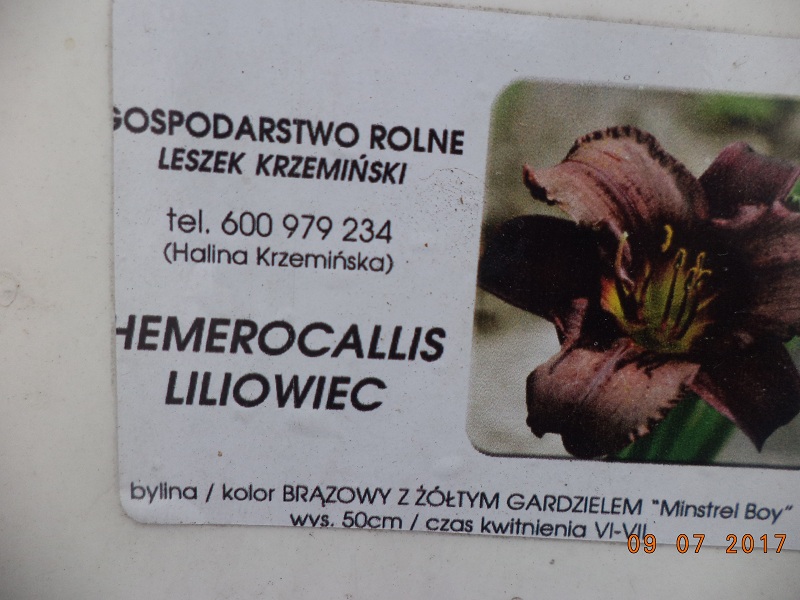 GOSPODARSTWO ROLNE
LESZEK KRZEMIŃSKI
tel. 600 979 234
(Halina Krzemińska)
HEMEROCALLIS
LILIOWIEC
bylina / kolor BRĄZOWY Z ŻÓŁTYM GARDZIELEM "Minstrel Boy"
wys. 50cm / czas kwitnienia VI-VII
09 07 2017